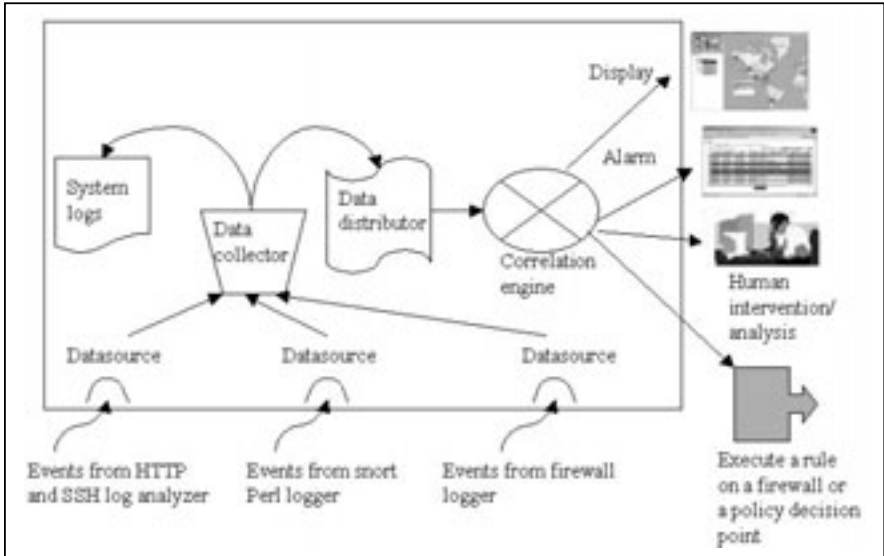 Display
Alarm
System
logs
Data
collector
Data
distributor
Correlation
engine
Human
intervention/
analysis
Datasource
Datasource
Datasource
Events from HTTP
and SSH log analyzer
Events from snort
Perl logger
Events from firewall
logger
Execute a rule
on a firewall or
a policy decision
point